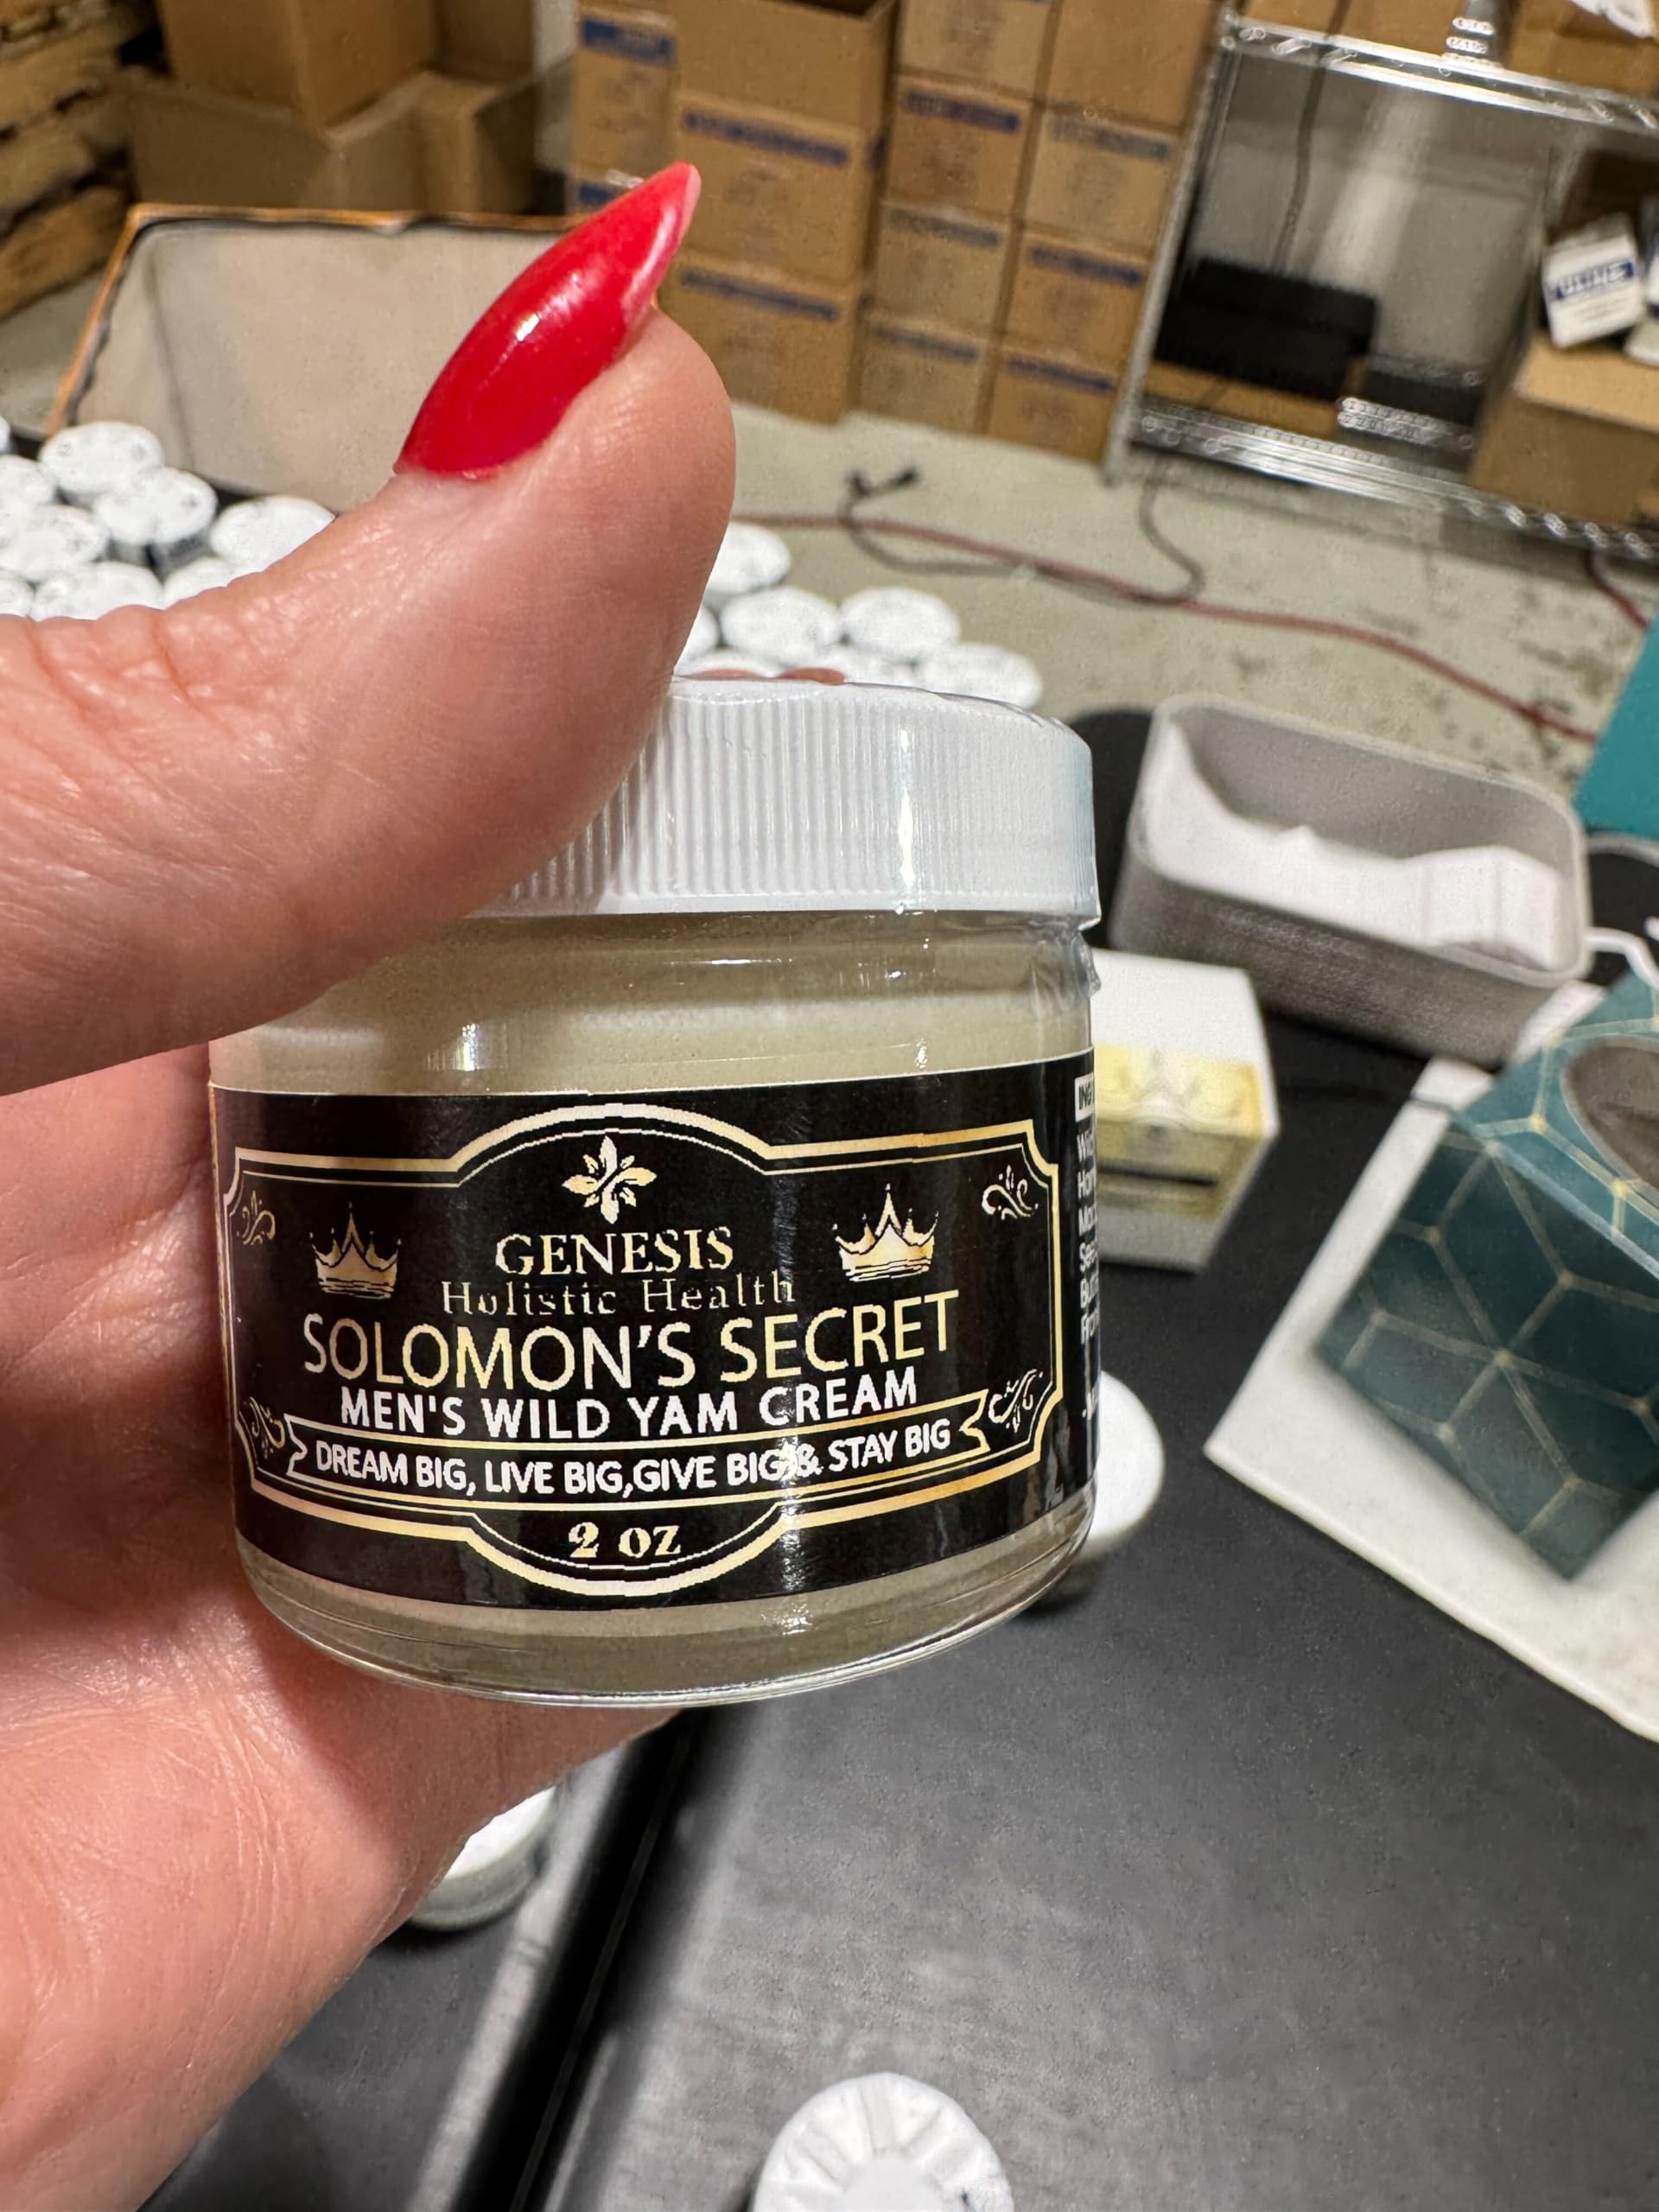 GENESIS
Holistic Health
SOLOMON'S SECRET
MEN'S WILD YAM CREAM
DREAM BIG, LIVE BIG,GIVE BIG & STAY BIG
2 OZ